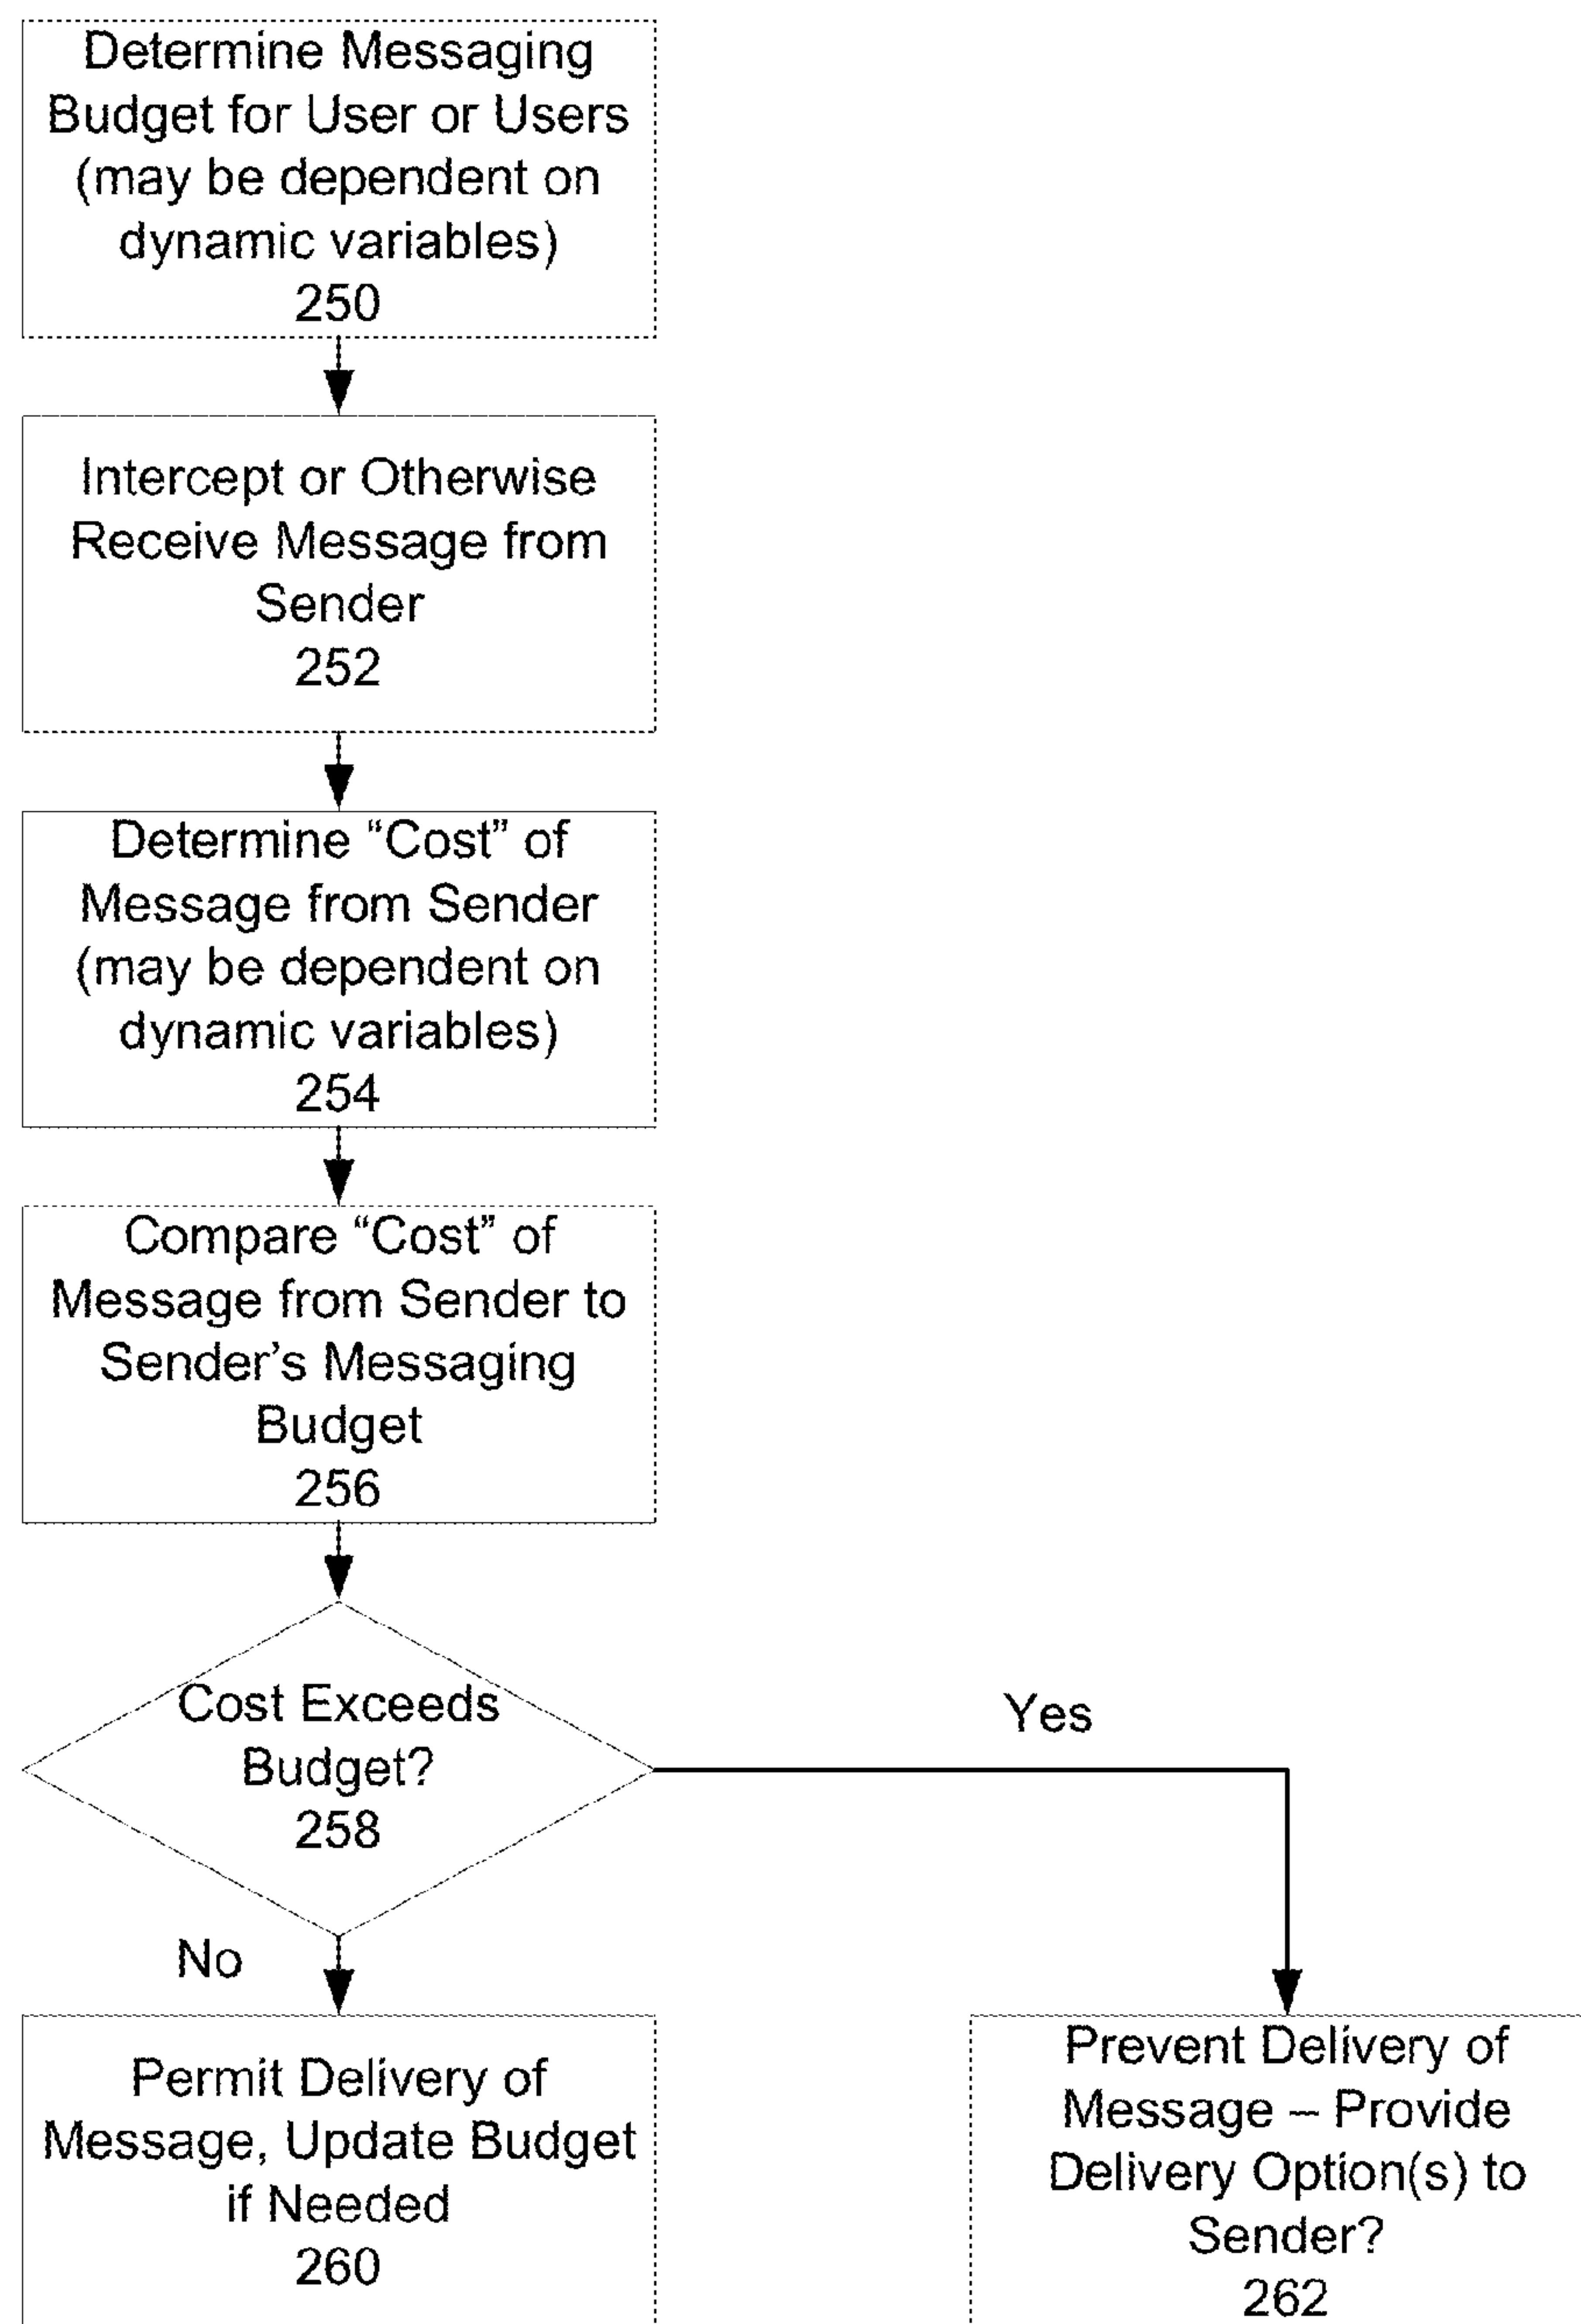 Determine Messaging
Budget for User or Users
(may be dependent on
dynamic variables)
250
Intercept or Otherwise
Receive Message from
Sender
252
Determine “Cost” of
Message from Sender
(may be dependent on
dynamic variables)
254
Compare “Cost” of
Message from Sender to
Sender’s Messaging
Budget
256
Cost Exceeds
Budget?
258
Yes
No
Permit Delivery of
Message, Update Budget
if Needed
260
Prevent Delivery of
Message – Provide
Delivery Option(s) to
Sender?
262